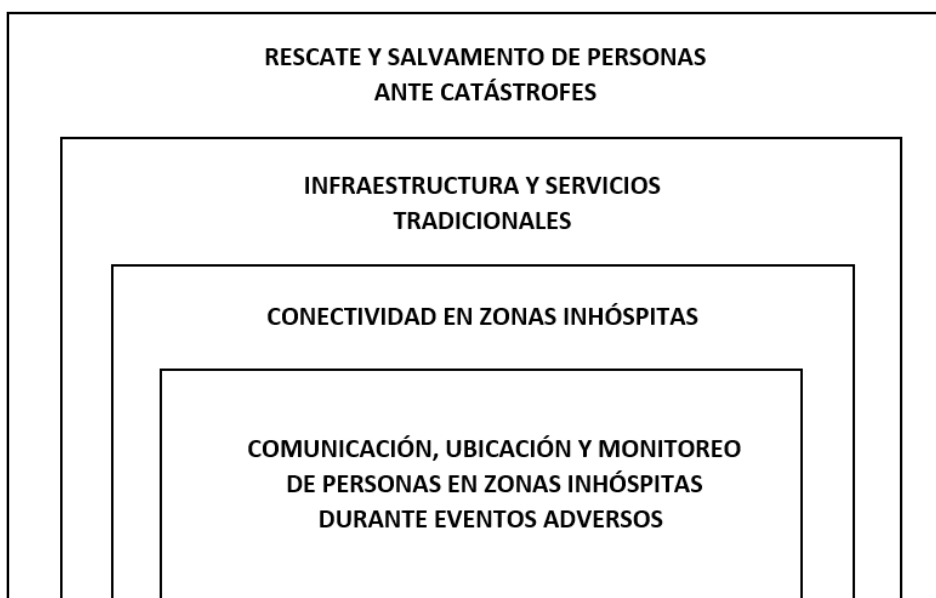 RESCATE Y SALVAMENTO DE PERSONAS
ANTE CATÁSTROFES
INFRAESTRUCTURA Y SERVICIOS
TRADICIONALES
CONECTIVIDAD EN ZONAS INHÓSPITAS
COMUNICACIÓN, UBICACIÓN Y MONITOREO
DE PERSONAS EN ZONAS INHÓSPITAS
DURANTE EVENTOS ADVERSOS